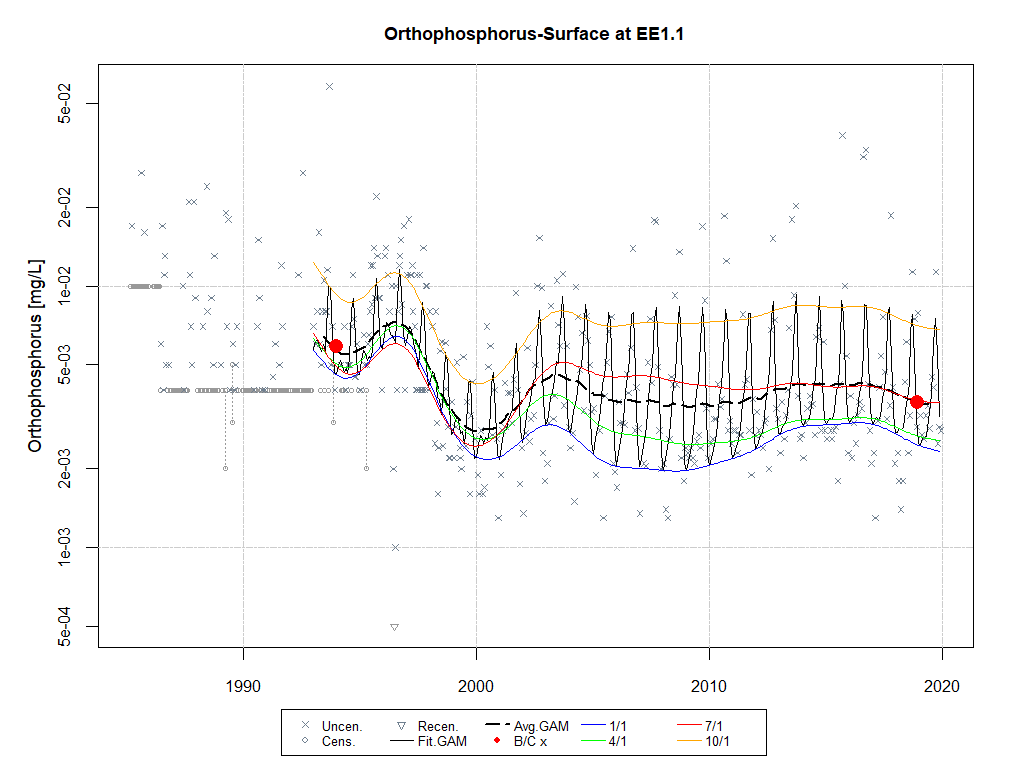 Orthophosphorus-Surface at EE1.1
Orthophosphorus [mg/L]
5e-02
2e-02
1e-02
5e-03
2e-03
1e-03
5e-04
1990 2000 2010 2020
Uncen. Recen. Avg.GAM 1/1 7/1
Cens. Fit.GAM B/C x 4/1 10/1